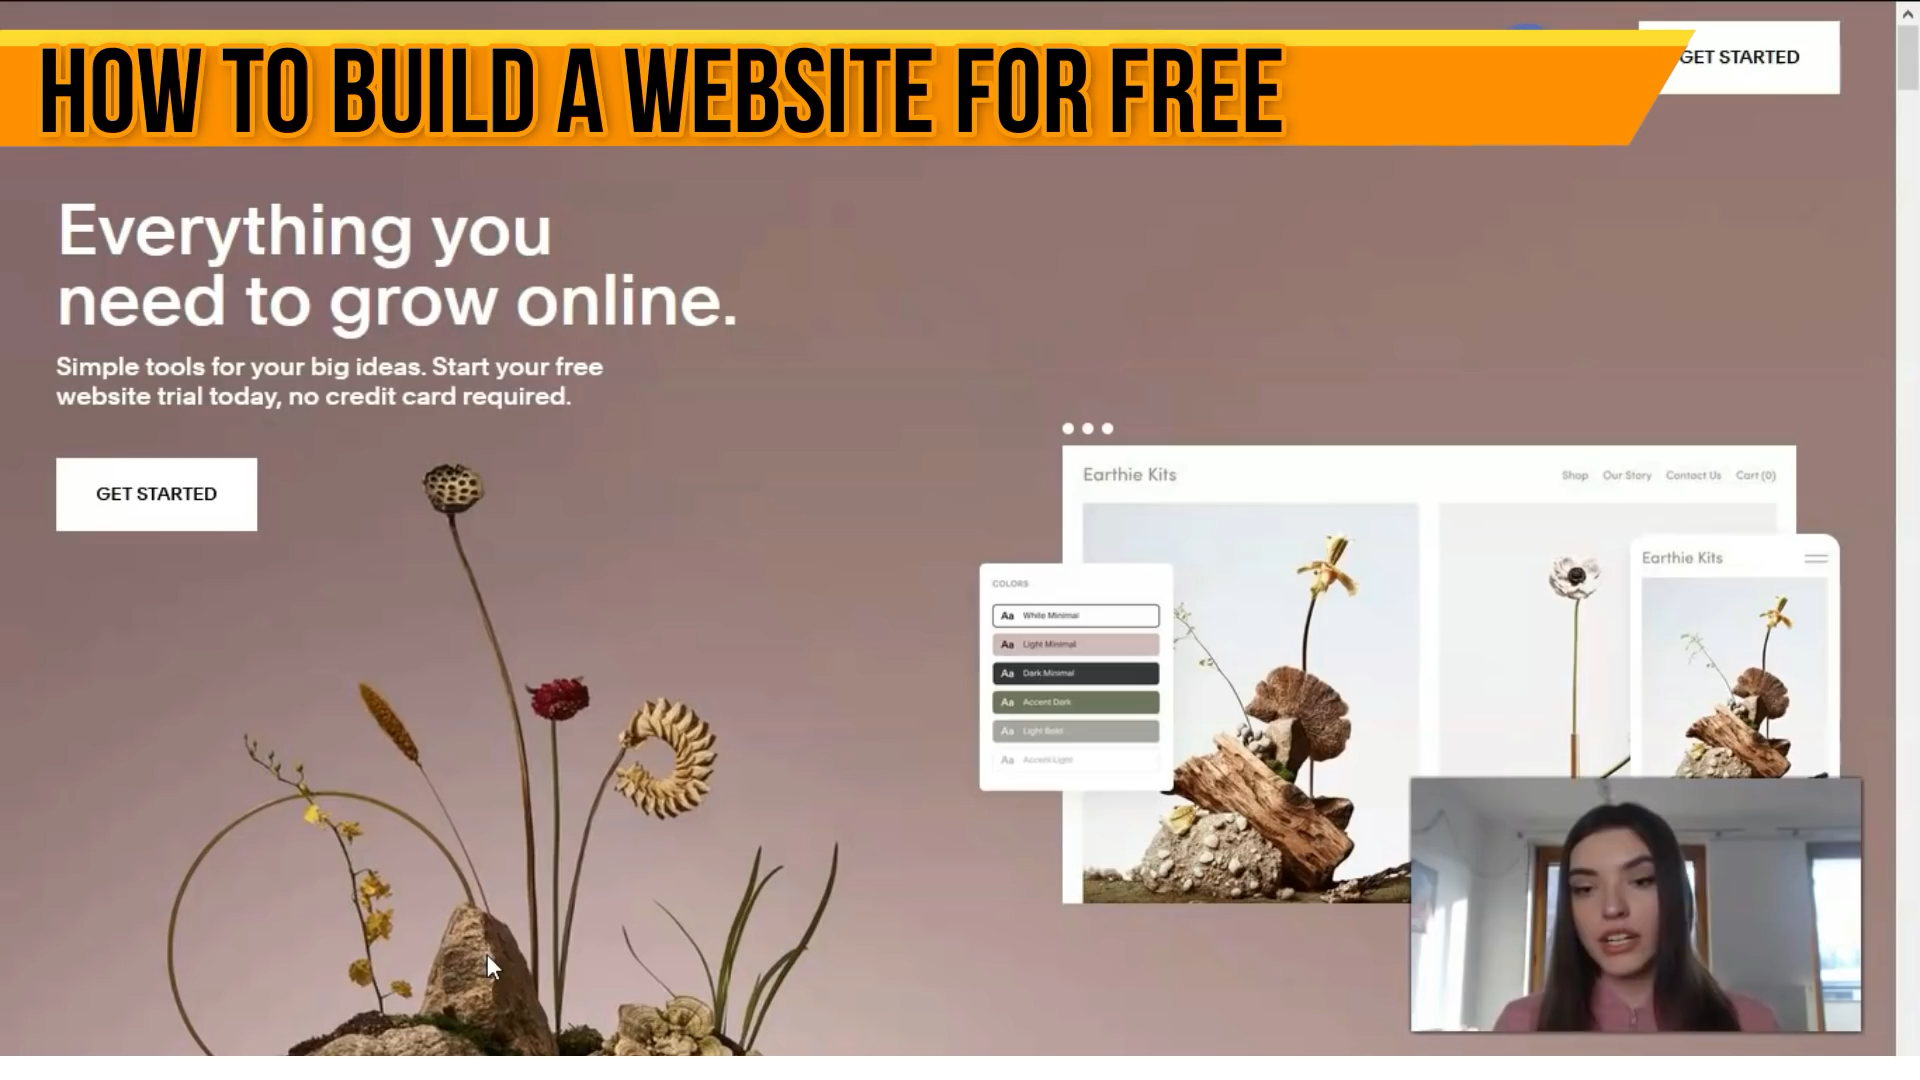 HOW TO BUILD A WEBSITE FOR FREE
GET STARTED
Everything you
need to grow online.
Simple tools for your big ideas. Start your free
website trial today, no credit card required.
GET STARTED
Earthie Kits
Shop Our Story Contact Us Cart (0)
Earthie Kits
COLORS
Aa White Minimal
Aa Light Minimal
Aa Dark Minimal
Aa Accent Dark
Aa Light Bold
Aa Accent Light